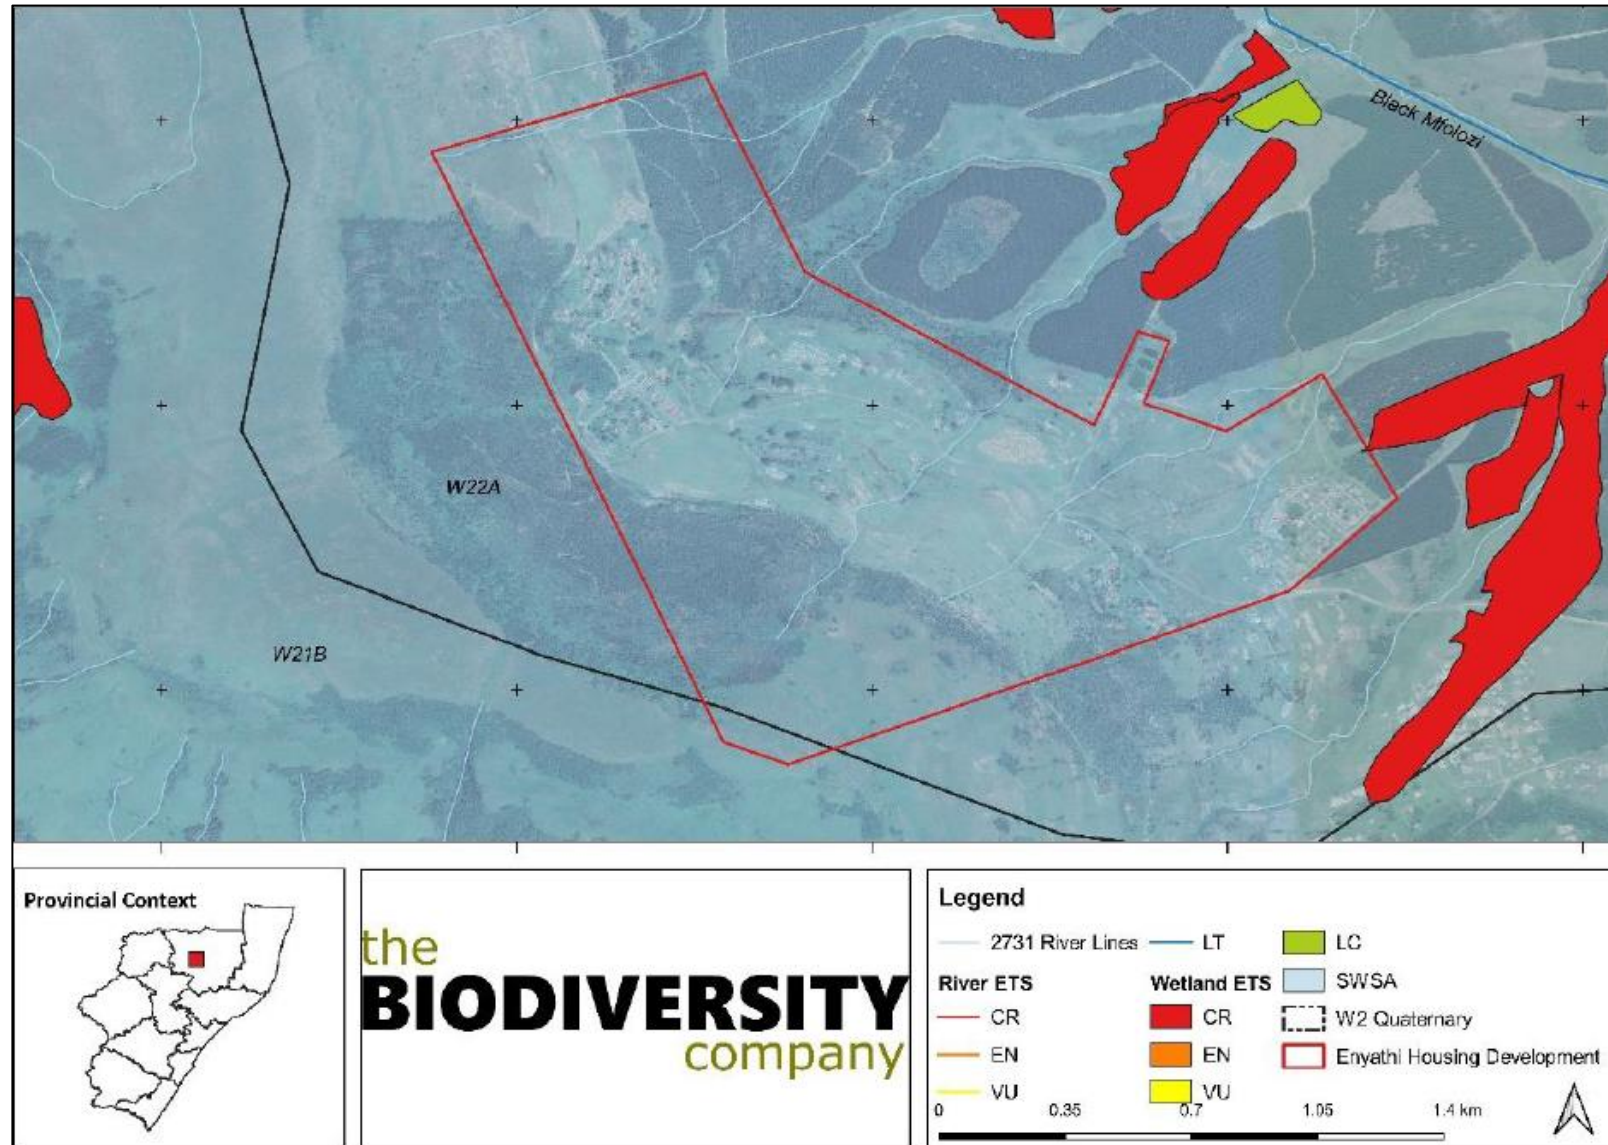 Black Mfolozi
W22A
W21B
Provincial Context
the
BIODIVERSITY
company
Legend
2731 River Lines
LT
LC
River ETS
Wetland ETS
SWSA
CR
CR
W2 Quaternary
EN
EN
Enyathi Housing Development
VU
VU
0 0.35 0.7 1.05 1.4 km